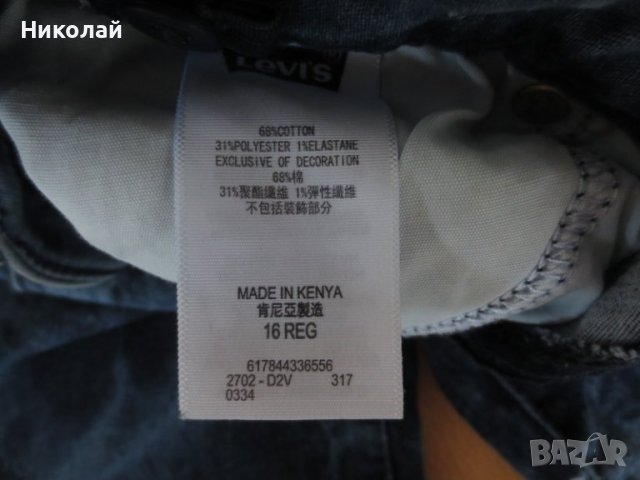 Николай
Levi's
68%COTTON
31%POLYESTER 1%ELASTANE
EXCLUSIVE OF DECORATION
68%棉
31%聚酯纖維 1%弹性纖維
不包括裝飾部分
MADE IN KENYA
肯尼亞製造
16 REG
617844336556
2702 - D2V 317
0334
BAZAR